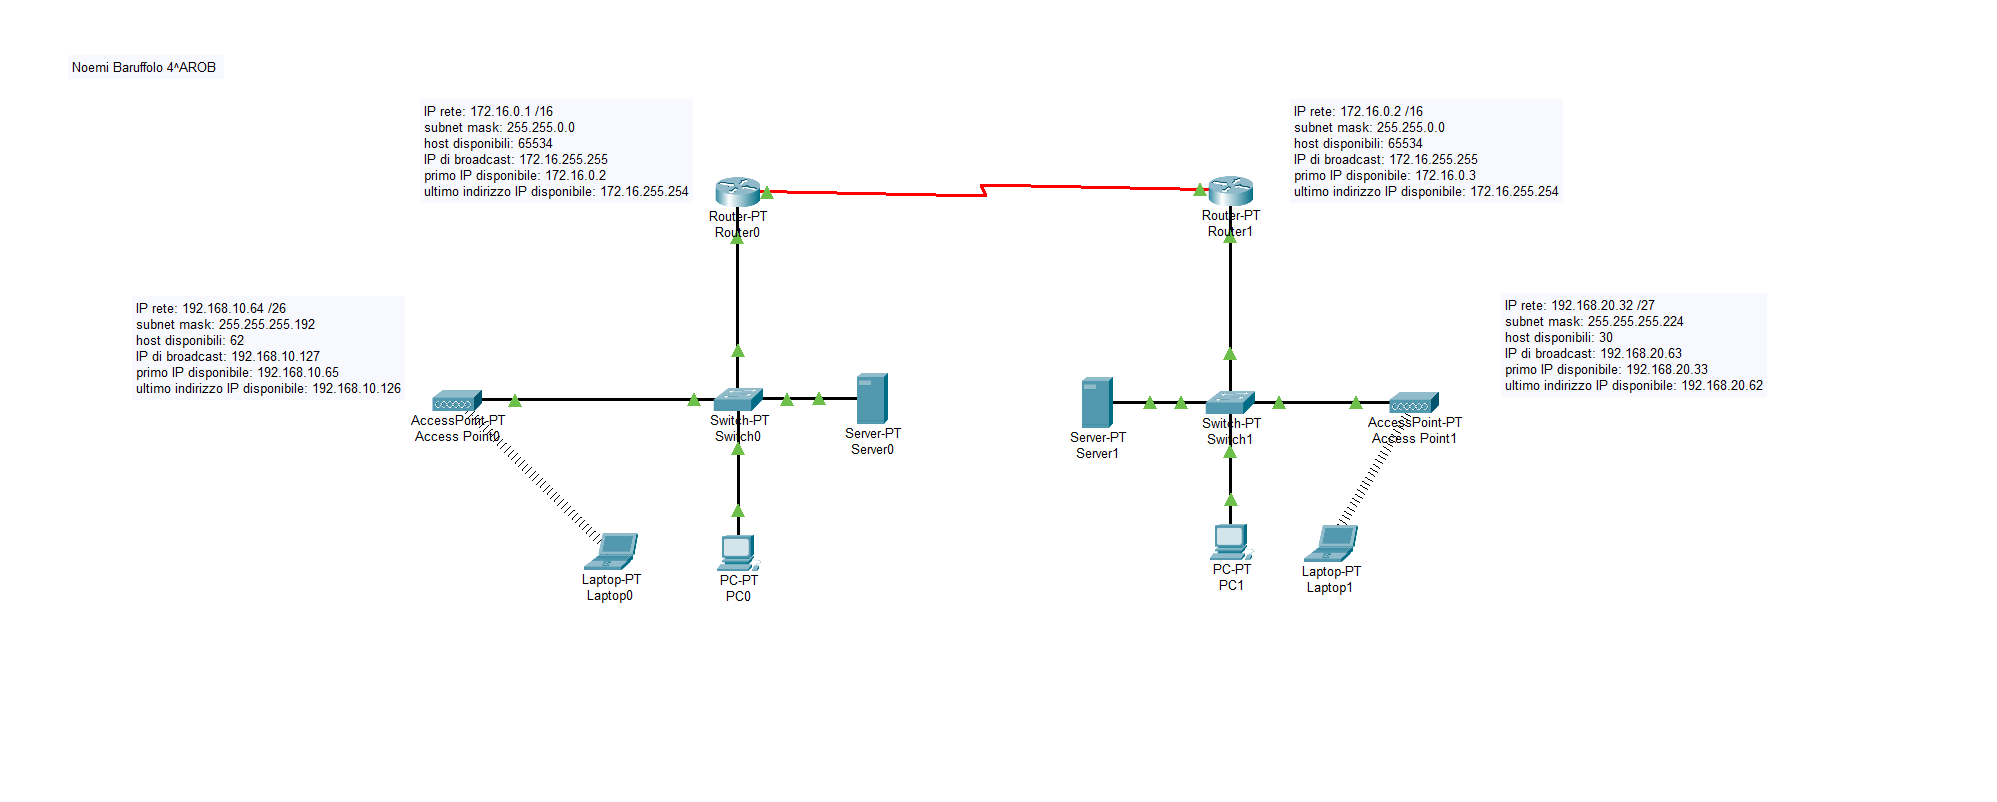 Noemi Baruffolo 4^AROB
IP rete: 172.16.0.1 /16
subnet mask: 255.255.0.0
host disponibili: 65534
IP di broadcast: 172.16.255.255
primo IP disponibile: 172.16.0.2
ultimo indirizzo IP disponibile: 172.16.255.254
IP rete: 172.16.0.2 /16
subnet mask: 255.255.0.0
host disponibili: 65534
IP di broadcast: 172.16.255.255
primo IP disponibile: 172.16.0.3
ultimo indirizzo IP disponibile: 172.16.255.254
Router-PT
Router0
Router-PT
Router1
IP rete: 192.168.10.64 /26
subnet mask: 255.255.255.192
host disponibili: 62
IP di broadcast: 192.168.10.127
primo IP disponibile: 192.168.10.65
ultimo indirizzo IP disponibile: 192.168.10.126
IP rete: 192.168.20.32 /27
subnet mask: 255.255.255.224
host disponibili: 30
IP di broadcast: 192.168.20.63
primo IP disponibile: 192.168.20.33
ultimo indirizzo IP disponibile: 192.168.20.62
AccessPoint-PT
Access Point0
Switch-PT
Switch0
Server-PT
Server0
Server-PT
Server1
Switch-PT
Switch1
AccessPoint-PT
Access Point1
Laptop-PT
Laptop0
PC-PT
PC0
PC-PT
PC1
Laptop-PT
Laptop1